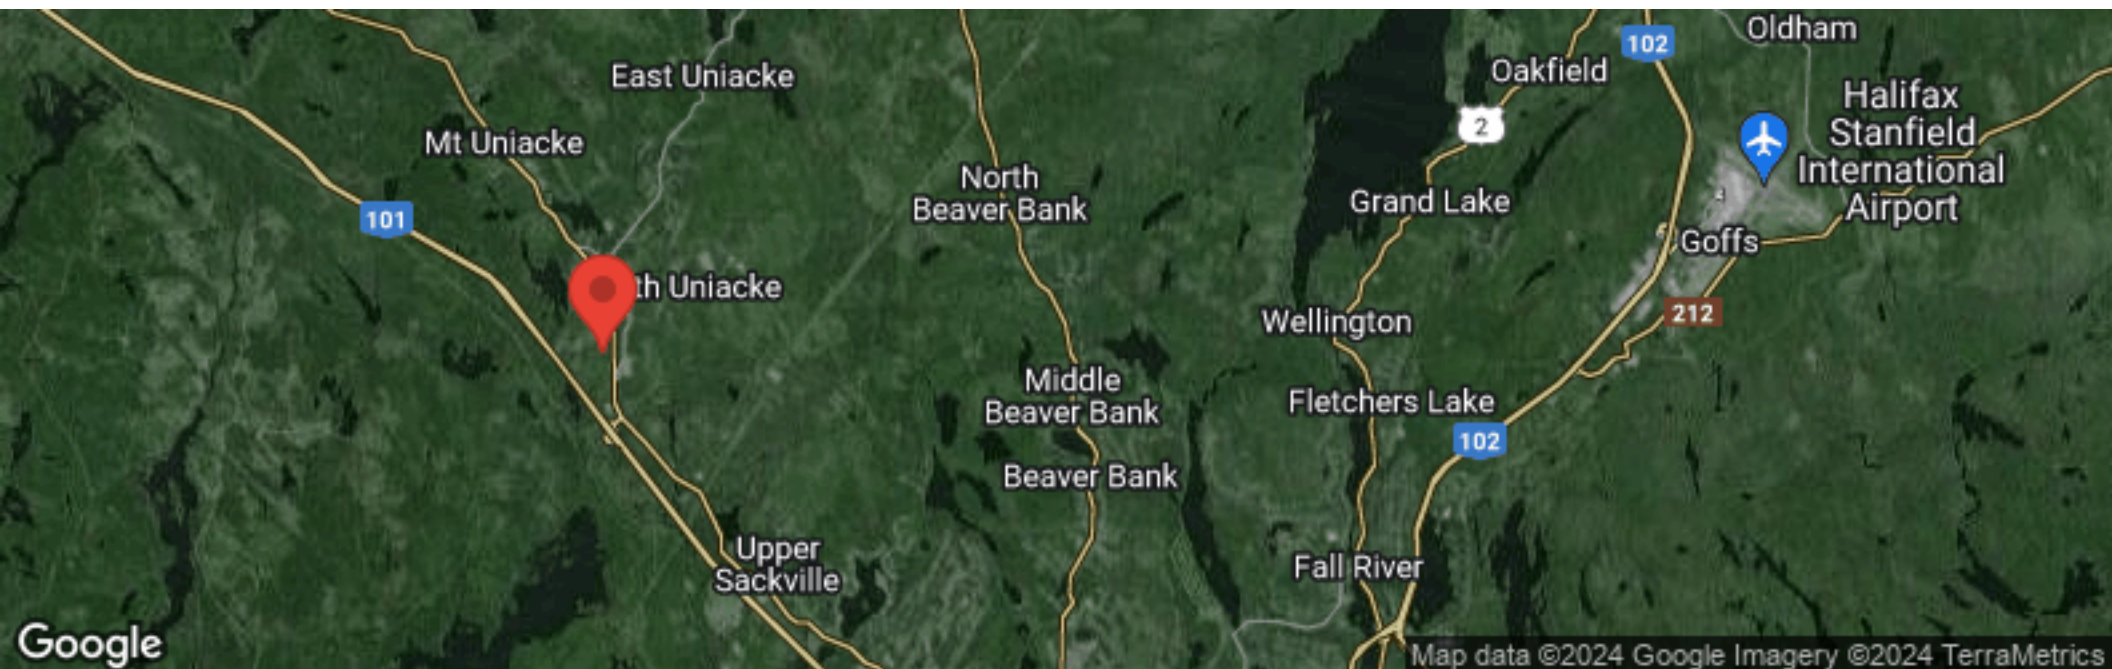 Oldham
102
East Uniacke
Oakfield
Halifax
Stanfield
International
Airport
2
Mt Uniacke
North
Beaver Bank
Grand Lake
101
Goffs
th Uniacke
212
Wellington
Middle
Beaver Bank
Fletchers Lake
102
Beaver Bank
Upper
Sackville
Fall River
Google
Map data ©2024 Google Imagery ©2024 TerraMetrics